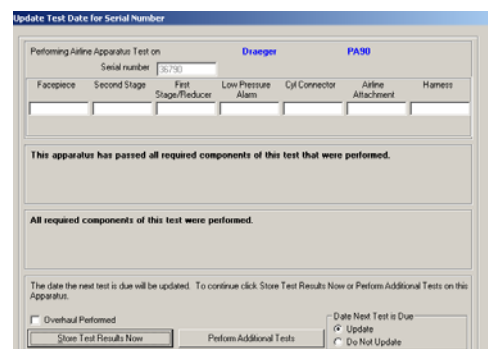 Update Test Date for Serial Number
Performing Airline Apparatus Test on Draeger PA90
Serial number 36790
Facepiece Second Stage First Stage/Reducer Low Pressure Alarm Cyl Connector Airline Attachment Harness
This apparatus has passed all required components of this test that were performed.
All required components of this test were performed.
The date the next test is due will be updated. To continue click Store Test Results Now or Perform Additional Tests on this
Apparatus.
Overhaul Performed
Date Next Test is Due
Update
Store Test Results Now Perform Additional Tests
Do Not Update